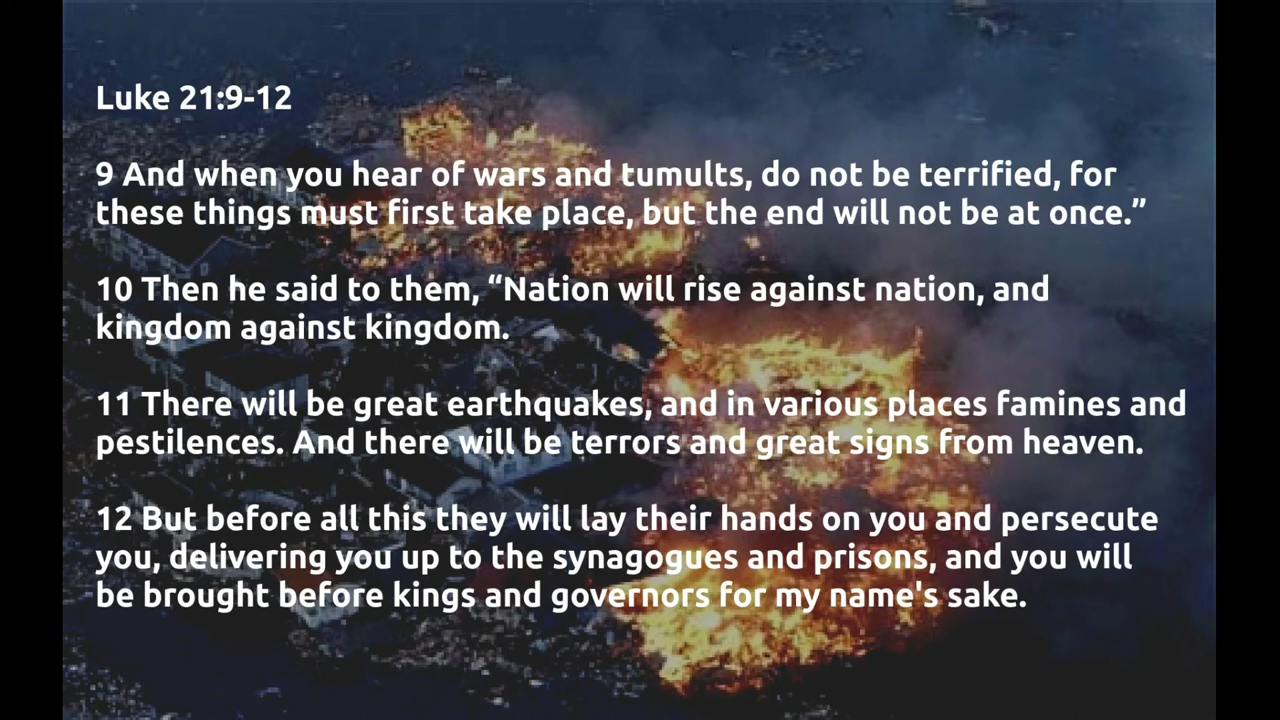 Luke 21:9-12
9 And when you hear of wars and tumults, do not be terrified, for
these things must first take place, but the end will not be at once.”
10 Then he said to them, “Nation will rise against nation, and
kingdom against kingdom.
11 There will be great earthquakes, and in various places famines and
pestilences. And there will be terrors and great signs from heaven.
12 But before all this they will lay their hands on you and persecute
you, delivering you up to the synagogues and prisons, and you will
be brought before kings and governors for my name's sake.